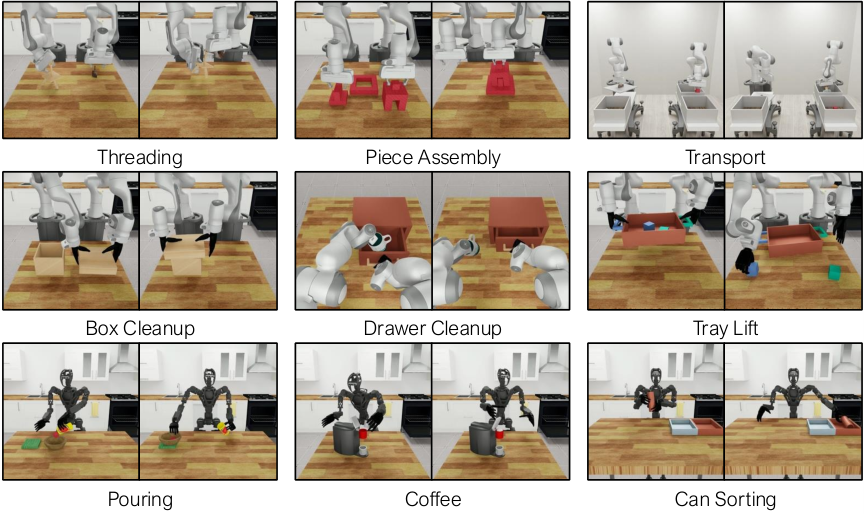 Threading
Piece Assembly
Transport
Box Cleanup
Drawer Cleanup
Tray Lift
Pouring
Coffee
Can Sorting